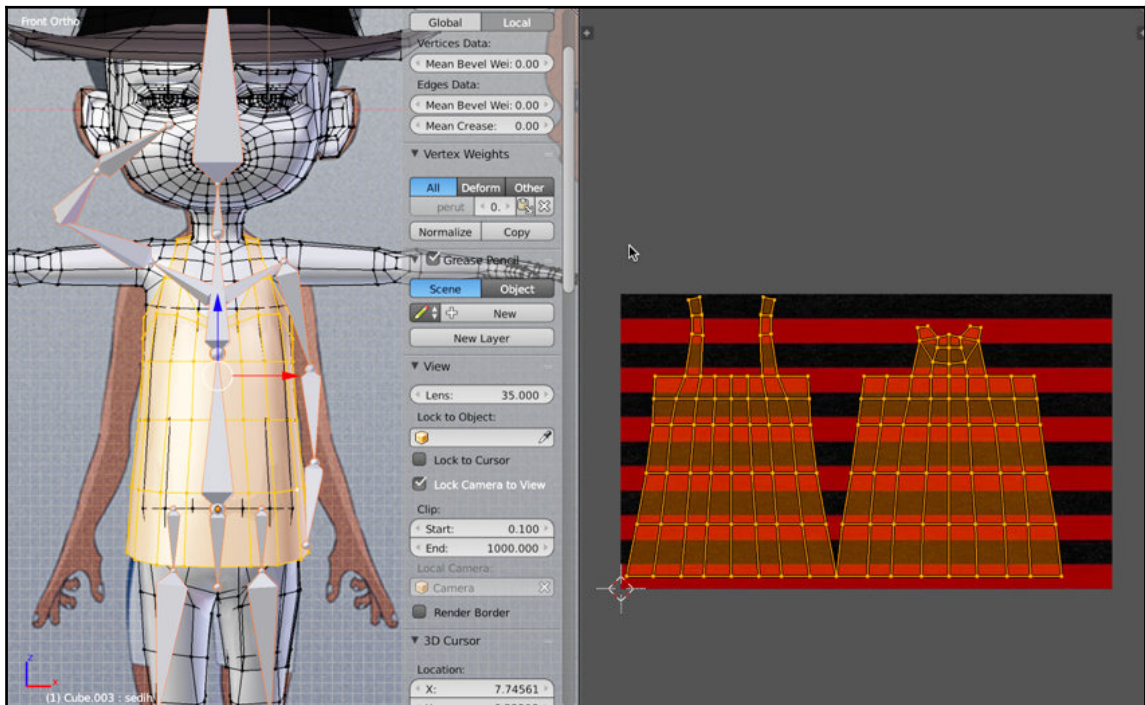 Front Ortho
Global Local
Vertices Data:
Mean Bevel Wei: 0.00
Edges Data:
Mean Bevel Wei: 0.00
Mean Crease: 0.00
Vertex Weights
All Deform Other
perut 0.
Normalize Copy
Grease Pencil
Scene Object
New
New Layer
View
Lens: 35.000
Lock to Object:
Lock to Cursor
Lock Camera to View
Clip:
Start: 0.100
End: 1000.000
Local Camera:
Camera
Render Border
3D Cursor
Location:
X: 7.74561
z
x
(1) Cube.003 : sedih